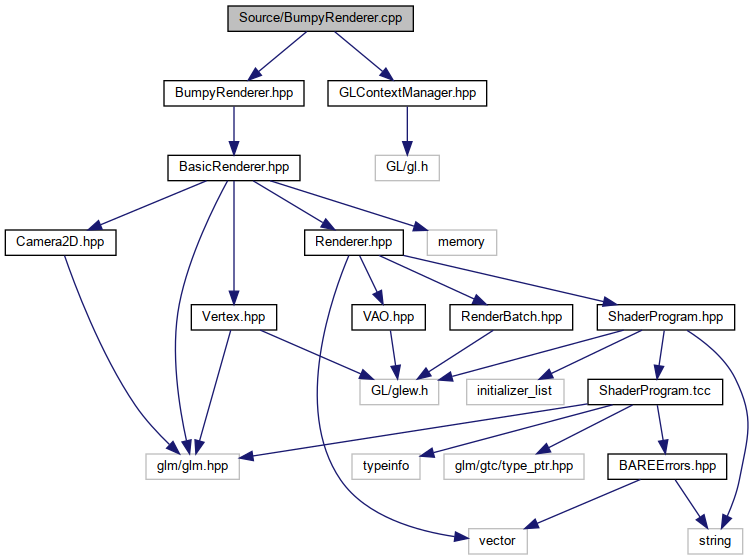 Source/BumpyRenderer.cpp
BumpyRenderer.hpp
GLContextManager.hpp
BasicRenderer.hpp
GL/gl.h
Camera2D.hpp
Renderer.hpp
memory
Vertex.hpp
VAO.hpp
RenderBatch.hpp
ShaderProgram.hpp
GL/glew.h
initializer_list
ShaderProgram.tcc
glm/glm.hpp
typeinfo
glm/gtc/type_ptr.hpp
BAREErrors.hpp
vector
string